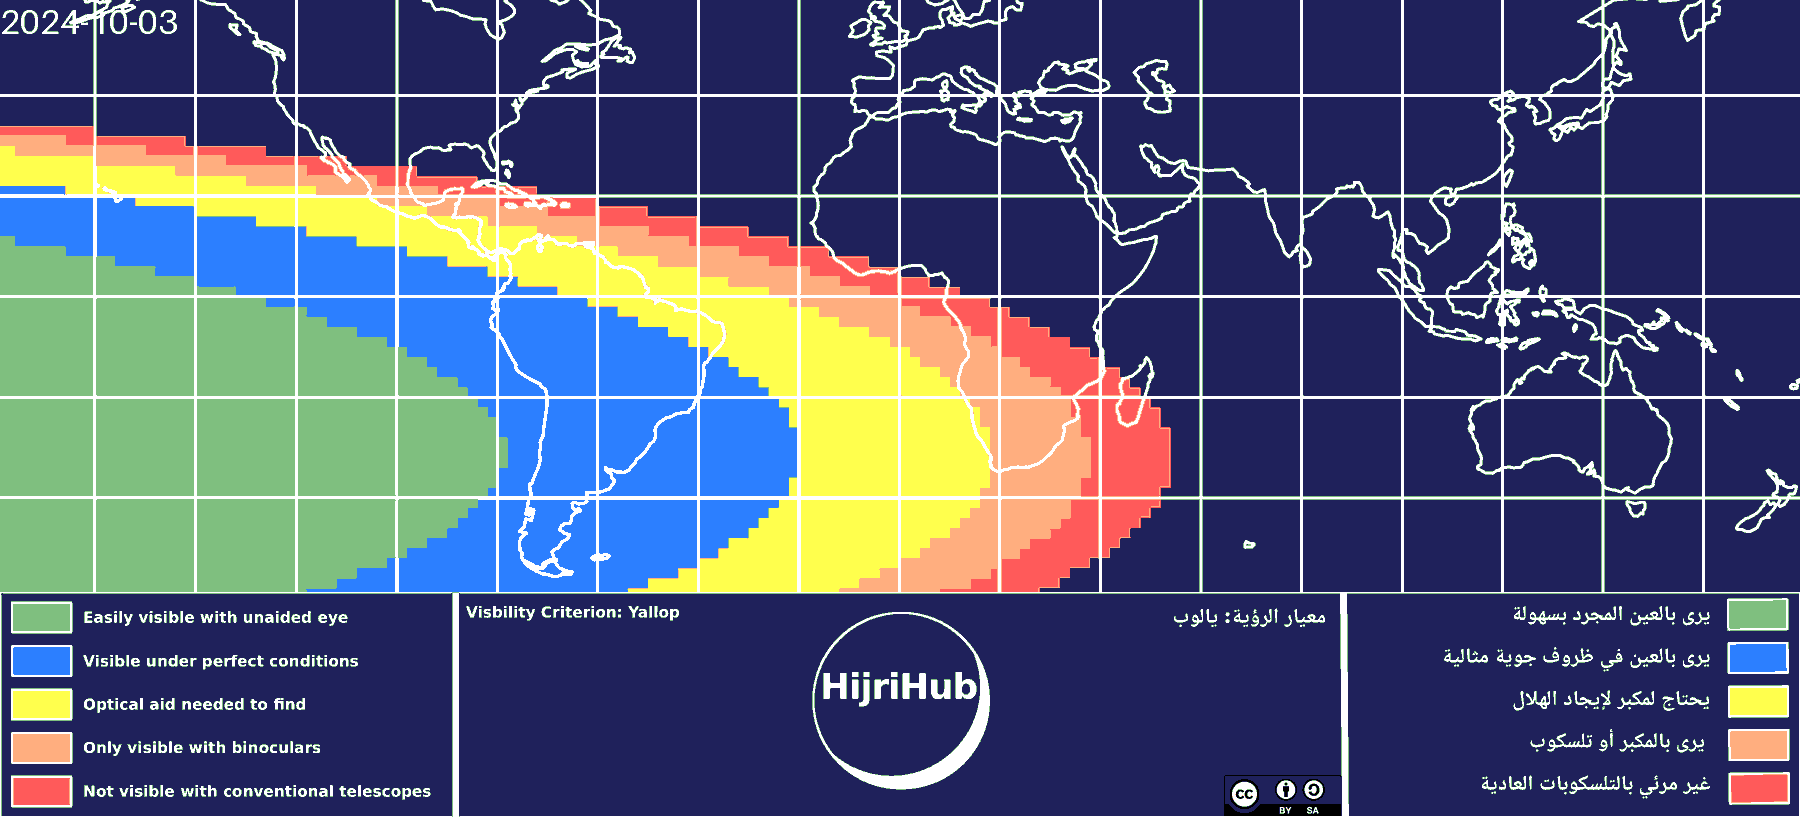 2024-10-03
Easily visible with unaided eye
Visible under perfect conditions
Optical aid needed to find
Only visible with binoculars
Not visible with conventional telescopes
Visbility Criterion: Yallop
HijriHub
معيار الرؤية: يالوب
cc
BY SA
يرى بالعين المجرد بسهولة
يرى بالعين في ظروف جوية مثالية
يحتاج لمكبر لإيجاد الهلال
يرى بالمكبر أو تلسكوب
غير مرئي بالتلسكوبات العادية